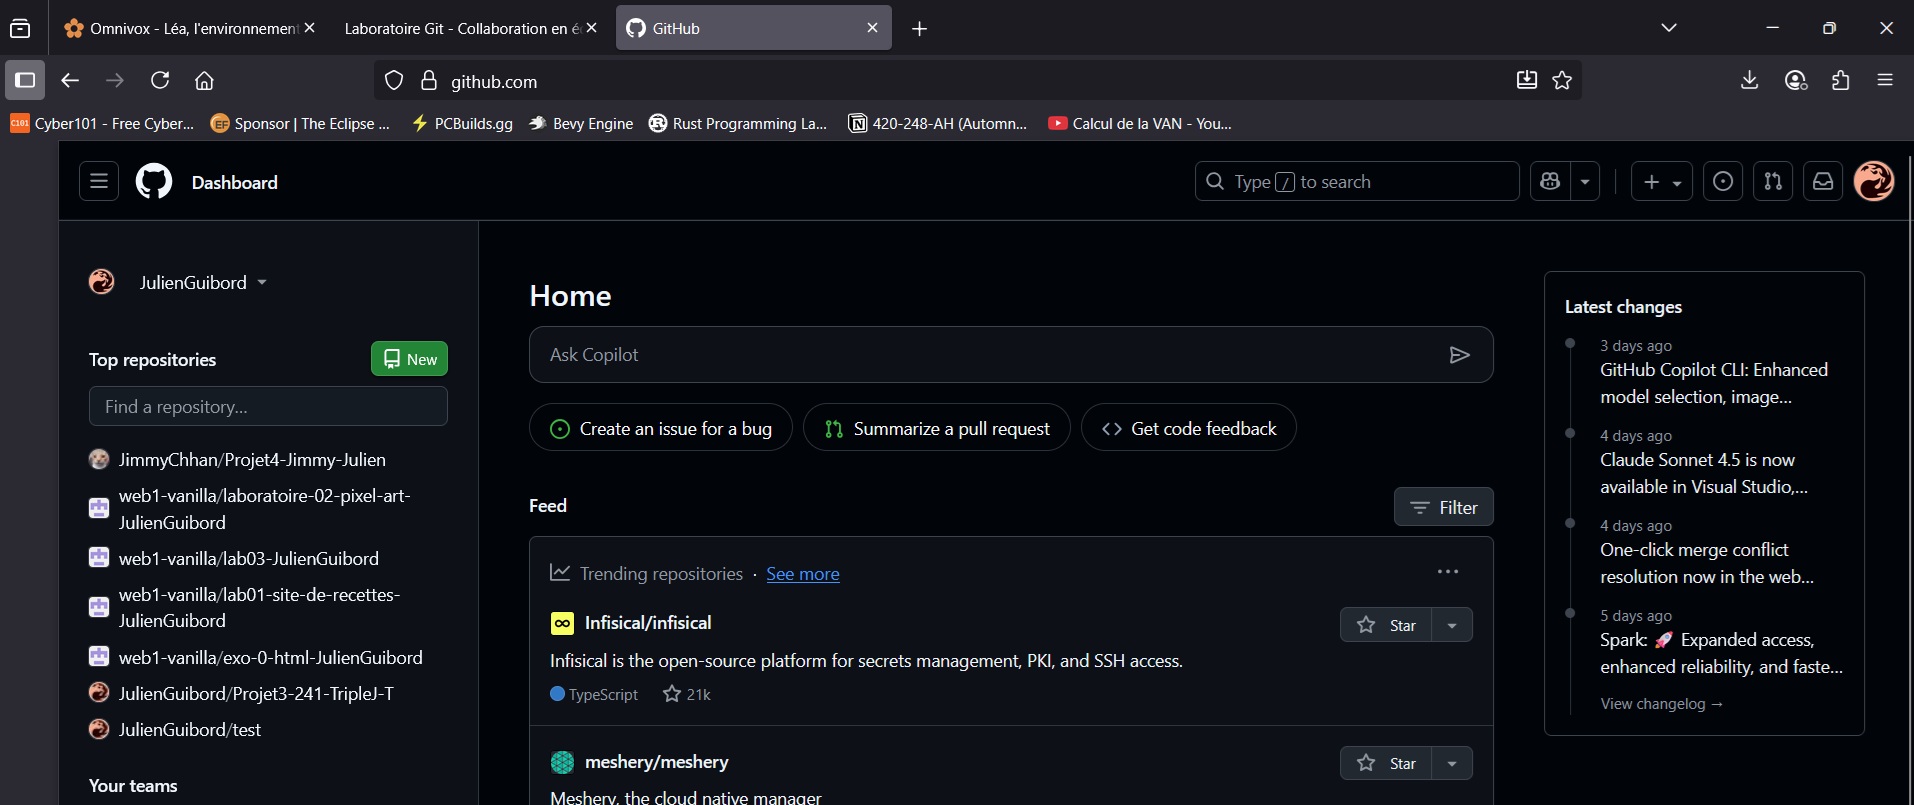 Omnivox - Léa, l'environnement
Laboratoire Git - Collaboration en é
GitHub
github.com
Cyber101 - Free Cyber...
Sponsor | The Eclipse ...
PCBuilds.gg
Bevy Engine
Rust Programming La...
420-248-AH (Automn...
Calcul de la VAN - You...
Dashboard
Type / to search
JulienGuibord
Top repositories
New
Find a repository...
JimmyChhan/Projet4-Jimmy-Julien
web1-vanilla/laboratoire-02-pixel-art-
JulienGuibord
web1-vanilla/lab03-JulienGuibord
web1-vanilla/lab01-site-de-recettes-
JulienGuibord
web1-vanilla/exo-0-html-JulienGuibord
JulienGuibord/Projet3-241-TripleJ-T
JulienGuibord/test
Your teams
Home
Ask Copilot
Create an issue for a bug
Summarize a pull request
Get code feedback
Feed
Filter
Trending repositories · See more
Infisical/infisical
Star
Infisical is the open-source platform for secrets management, PKI, and SSH access.
TypeScript
21k
meshery/meshery
Star
Meshery, the cloud native manager
Latest changes
3 days ago
GitHub Copilot CLI: Enhanced
model selection, image...
4 days ago
Claude Sonnet 4.5 is now
available in Visual Studio,...
4 days ago
One-click merge conflict
resolution now in the web...
5 days ago
Spark: 🚀 Expanded access,
enhanced reliability, and faste...
View changelog →